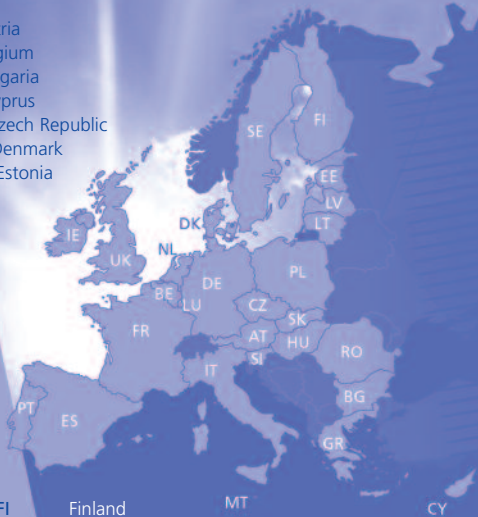 tria
gium
garia
prus
zech Republic
Denmark
Estonia
SE
FI
EE
LV
LT
DK
IE
NL
UK
PL
DE
BE
LU
CZ
SK
FR
AT
HU
RO
SI
IT
BG
PT
ES
GR
MT
CY
FI Finland